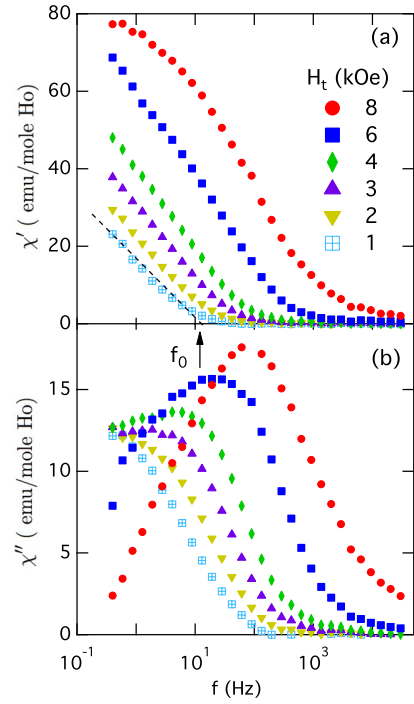 80
60
40
20
0
χ′ ( emu/mole Ho)
(a)
H_t (kOe)
8
6
4
3
2
1
f_0
(b)
15
10
5
0
χ″ ( emu/mole Ho)
10^-1 10^1 10^3
f (Hz)